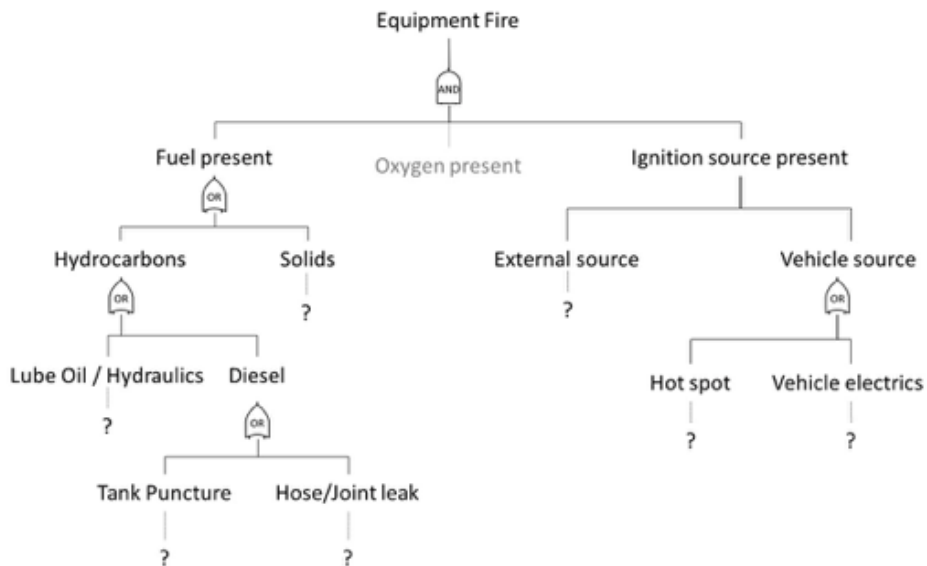 Equipment Fire
AND
Fuel present
Oxygen present
Ignition source present
OR
Hydrocarbons
Solids
External source
Vehicle source
OR
?
?
OR
Lube Oil / Hydraulics
Diesel
Hot spot
Vehicle electrics
?
OR
?
?
Tank Puncture
Hose/Joint leak
?
?